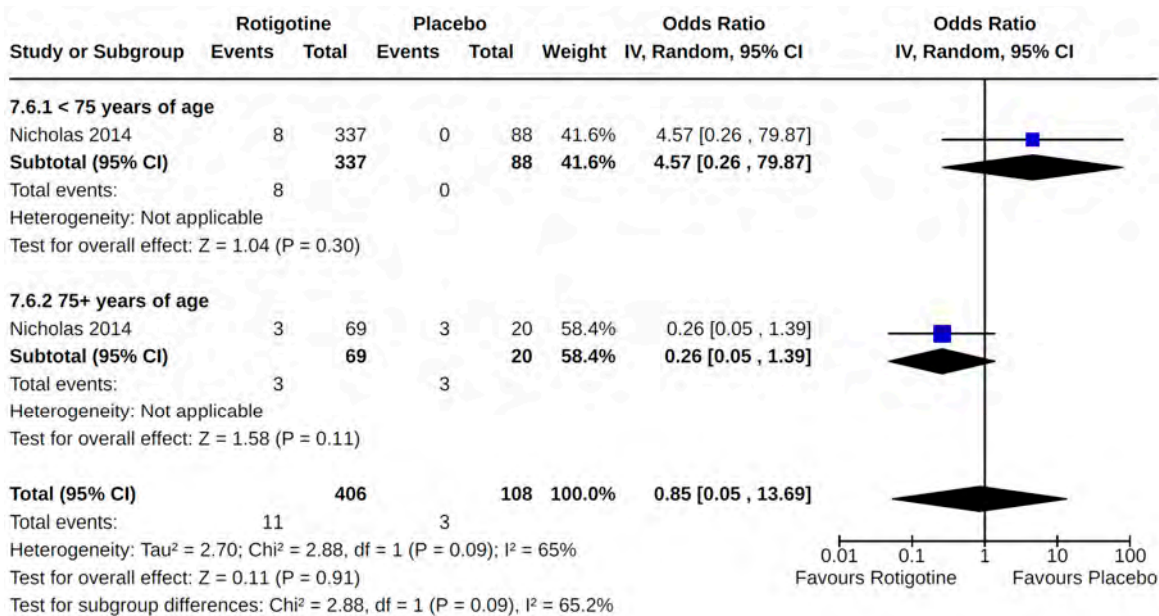 Rotigotine Placebo Odds Ratio Odds Ratio
Study or Subgroup Events Total Events Total Weight IV, Random, 95% CI IV, Random, 95% CI
7.6.1 < 75 years of age
Nicholas 2014 8 337 0 88 41.6% 4.57 [0.26 , 79.87]
Subtotal (95% CI) 337 88 41.6% 4.57 [0.26 , 79.87]
Total events: 8 0
Heterogeneity: Not applicable
Test for overall effect: Z = 1.04 (P = 0.30)
7.6.2 75+ years of age
Nicholas 2014 3 69 3 20 58.4% 0.26 [0.05 , 1.39]
Subtotal (95% CI) 69 20 58.4% 0.26 [0.05 , 1.39]
Total events: 3 3
Heterogeneity: Not applicable
Test for overall effect: Z = 1.58 (P = 0.11)
Total (95% CI) 406 108 100.0% 0.85 [0.05 , 13.69]
Total events: 11 3
Heterogeneity: Tau² = 2.70; Chi² = 2.88, df = 1 (P = 0.09); I² = 65%
Test for overall effect: Z = 0.11 (P = 0.91)
Test for subgroup differences: Chi² = 2.88, df = 1 (P = 0.09), I² = 65.2%
0.01 0.1 1 10 100
Favours Rotigotine Favours Placebo